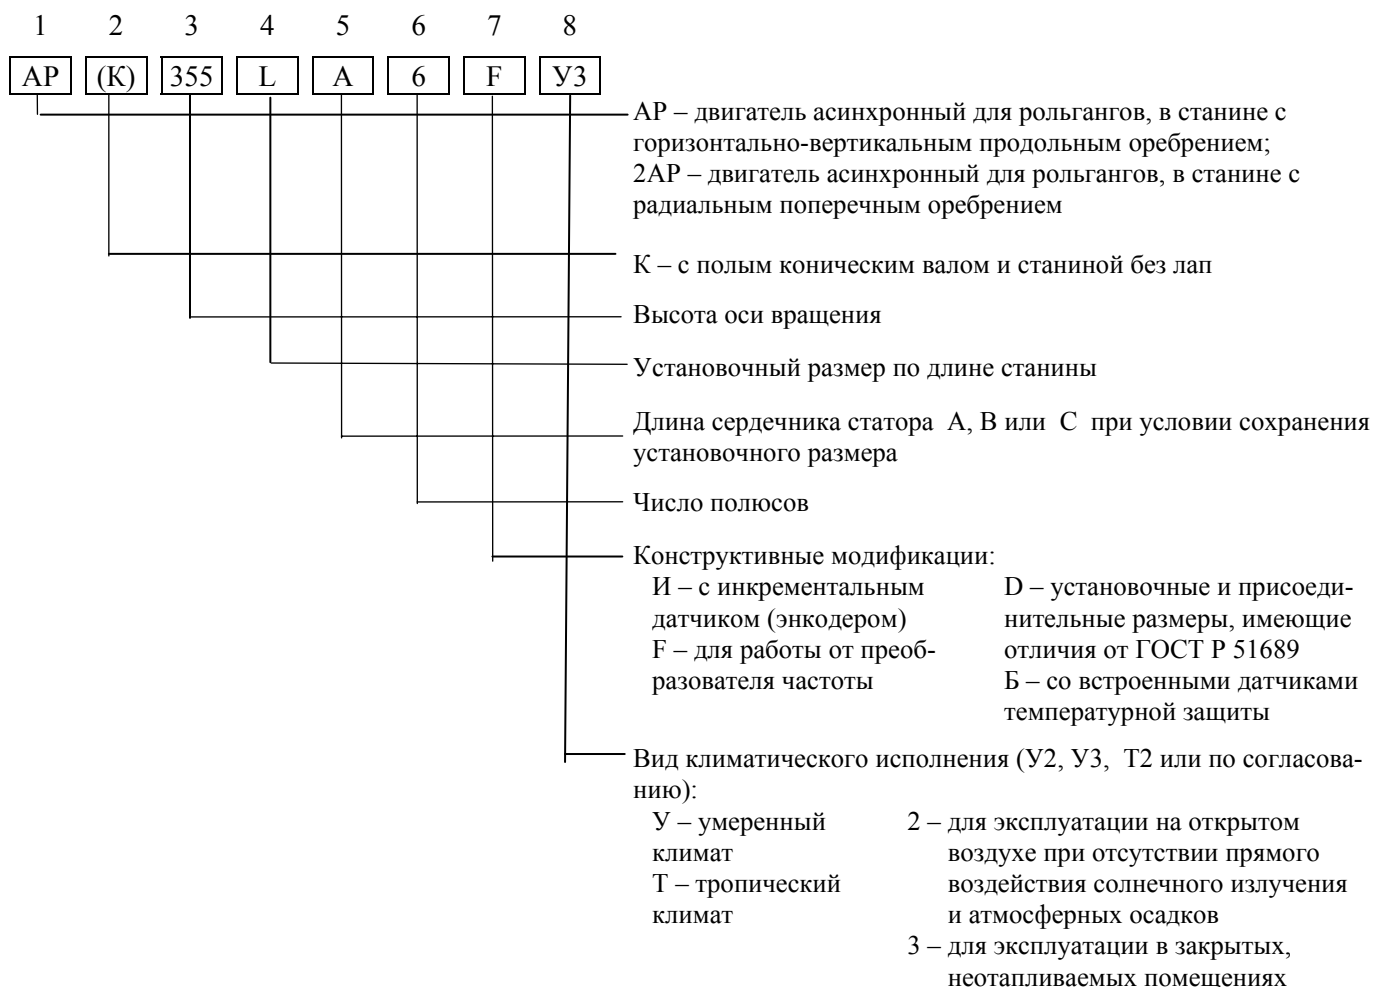 1 2 3 4 5 6 7 8
АР (К) 355 L А 6 F У3
АР – двигатель асинхронный для рольгангов, в станине с
горизонтально-вертикальным продольным оребрением;
2АР – двигатель асинхронный для рольгангов, в станине с
радиальным поперечным оребрением
К – с полым коническим валом и станиной без лап
Высота оси вращения
Установочный размер по длине станины
Длина сердечника статора А, В или С при условии сохранения
установочного размера
Число полюсов
Конструктивные модификации:
И – с инкрементальным
датчиком (энкодером)
F – для работы от преоб-
разователя частоты
D – установочные и присоеди-
нительные размеры, имеющие
отличия от ГОСТ Р 51689
Б – со встроенными датчиками
температурной защиты
Вид климатического исполнения (У2, У3, Т2 или по согласова-
нию):
У – умеренный
климат
Т – тропический
климат
2 – для эксплуатации на открытом
воздухе при отсутствии прямого
воздействия солнечного излучения
и атмосферных осадков
3 – для эксплуатации в закрытых,
неотапливаемых помещениях